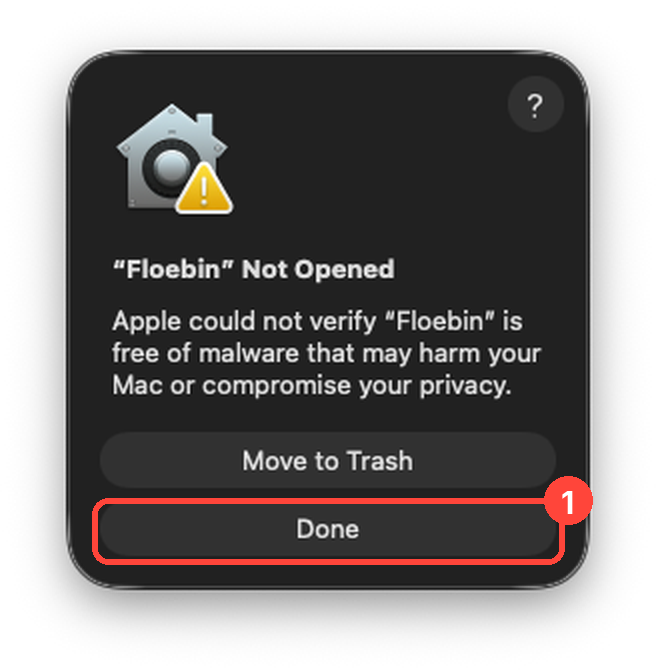 ?
“Floebin” Not Opened
Apple could not verify “Floebin” is
free of malware that may harm your
Mac or compromise your privacy.
Move to Trash
1
Done